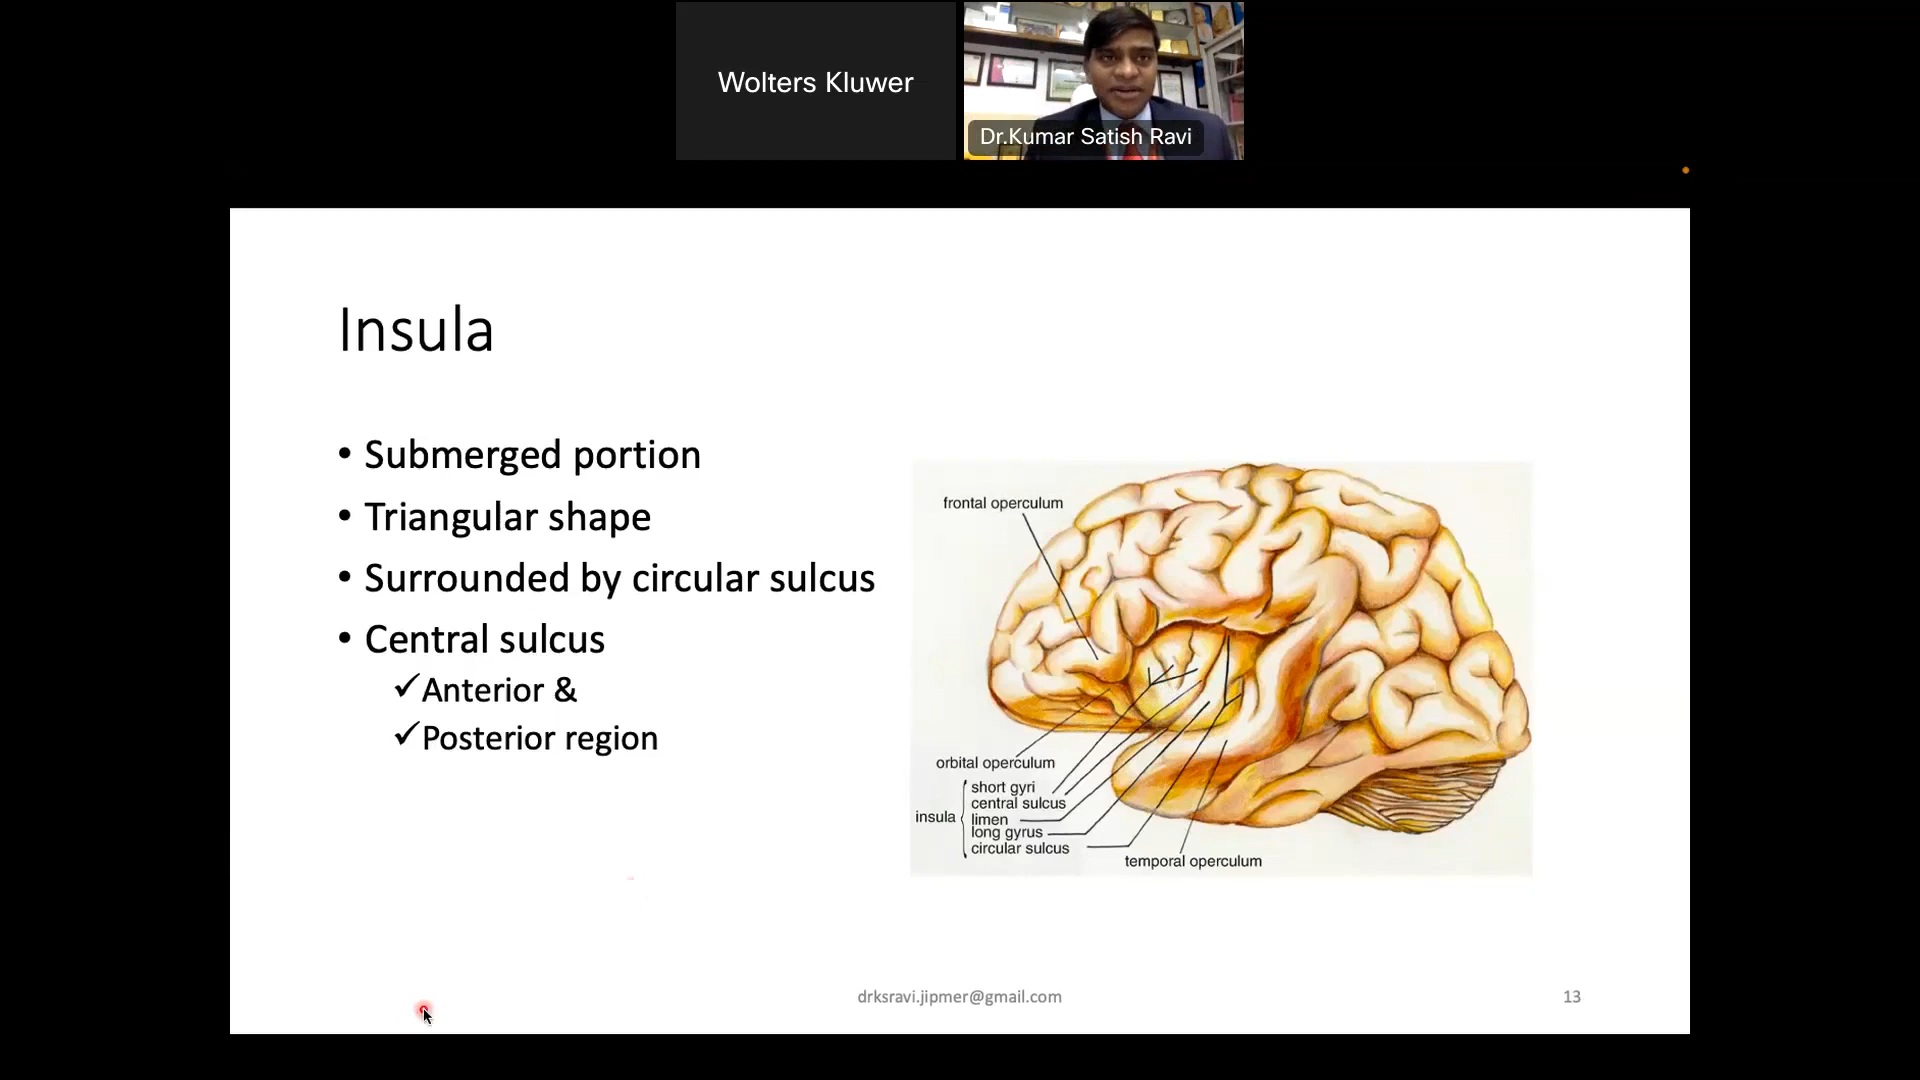 Wolters Kluwer
Dr.Kumar Satish Ravi
Insula
• Submerged portion
• Triangular shape
• Surrounded by circular sulcus
• Central sulcus
✓Anterior &
✓Posterior region
frontal operculum
orbital operculum
insula
short gyri
central sulcus
limen
long gyrus
circular sulcus
temporal operculum
drksravi.jipmer@gmail.com
13